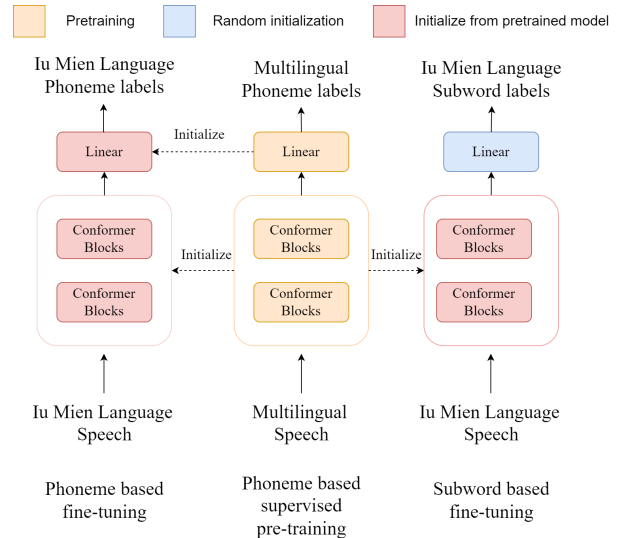 Pretraining
Random initialization
Initialize from pretrained model
Iu Mien Language
Phoneme labels
Multilingual
Phoneme labels
Iu Mien Language
Subword labels
Linear
Initialize
Linear
Linear
Conformer
Blocks
Conformer
Blocks
Conformer
Blocks
Initialize
Initialize
Conformer
Blocks
Conformer
Blocks
Conformer
Blocks
Iu Mien Language
Speech
Multilingual
Speech
Iu Mien Language
Speech
Phoneme based
fine-tuning
Phoneme based
supervised
pre-training
Subword based
fine-tuning